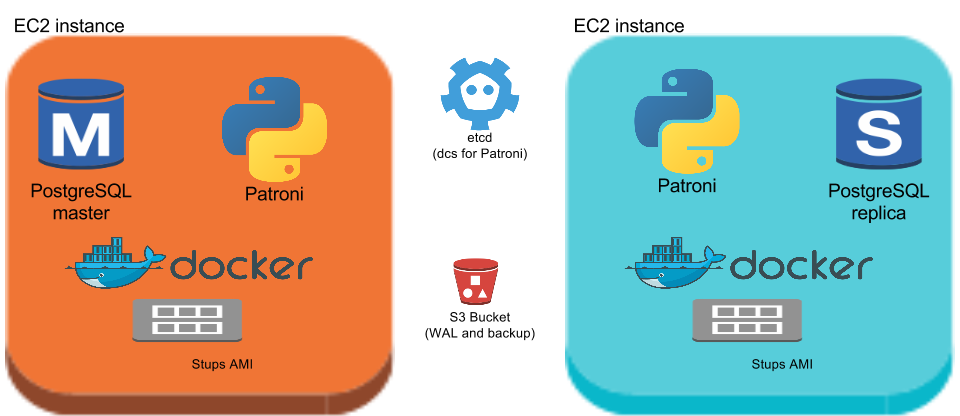 EC2 instance
EC2 instance
M
PostgreSQL
master
Patroni
etcd
(dcs for Patroni)
Patroni
S
PostgreSQL
replica
docker
Stups AMI
S3 Bucket
(WAL and backup)
docker
Stups AMI